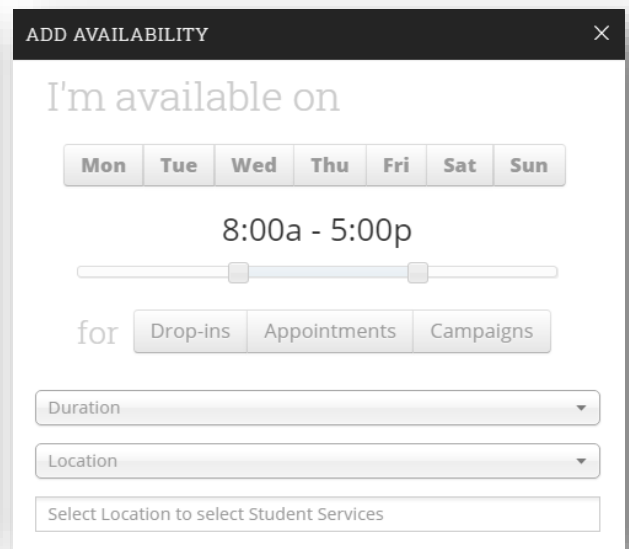 ADD AVAILABILITY
I'm available on
Mon Tue Wed Thu Fri Sat Sun
8:00a - 5:00p
for Drop-ins Appointments Campaigns
Duration
Location
Select Location to select Student Services